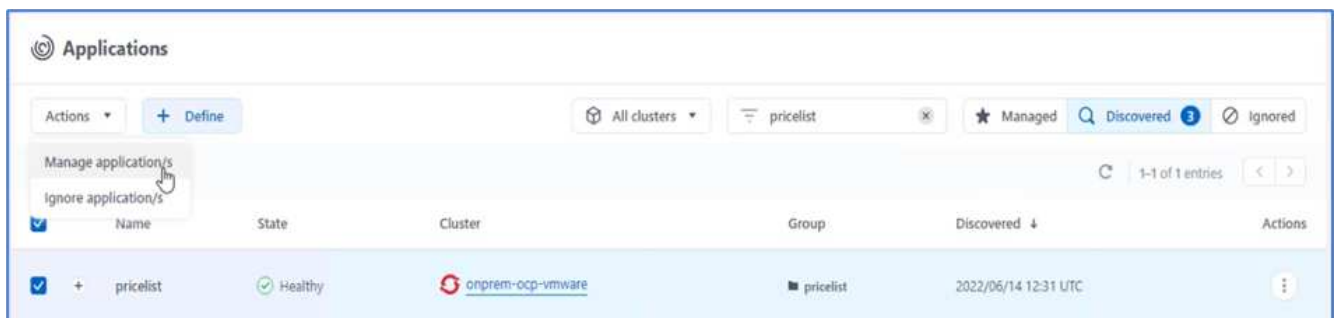 Applications
Actions + Define All clusters pricelist Managed Discovered 3 Ignored
Manage application/s 1-1 of 1 entries
Ignore application/s
Name State Cluster Group Discovered ↓ Actions
+ pricelist Healthy onprem-ocp-vmware pricelist 2022/06/14 12:31 UTC